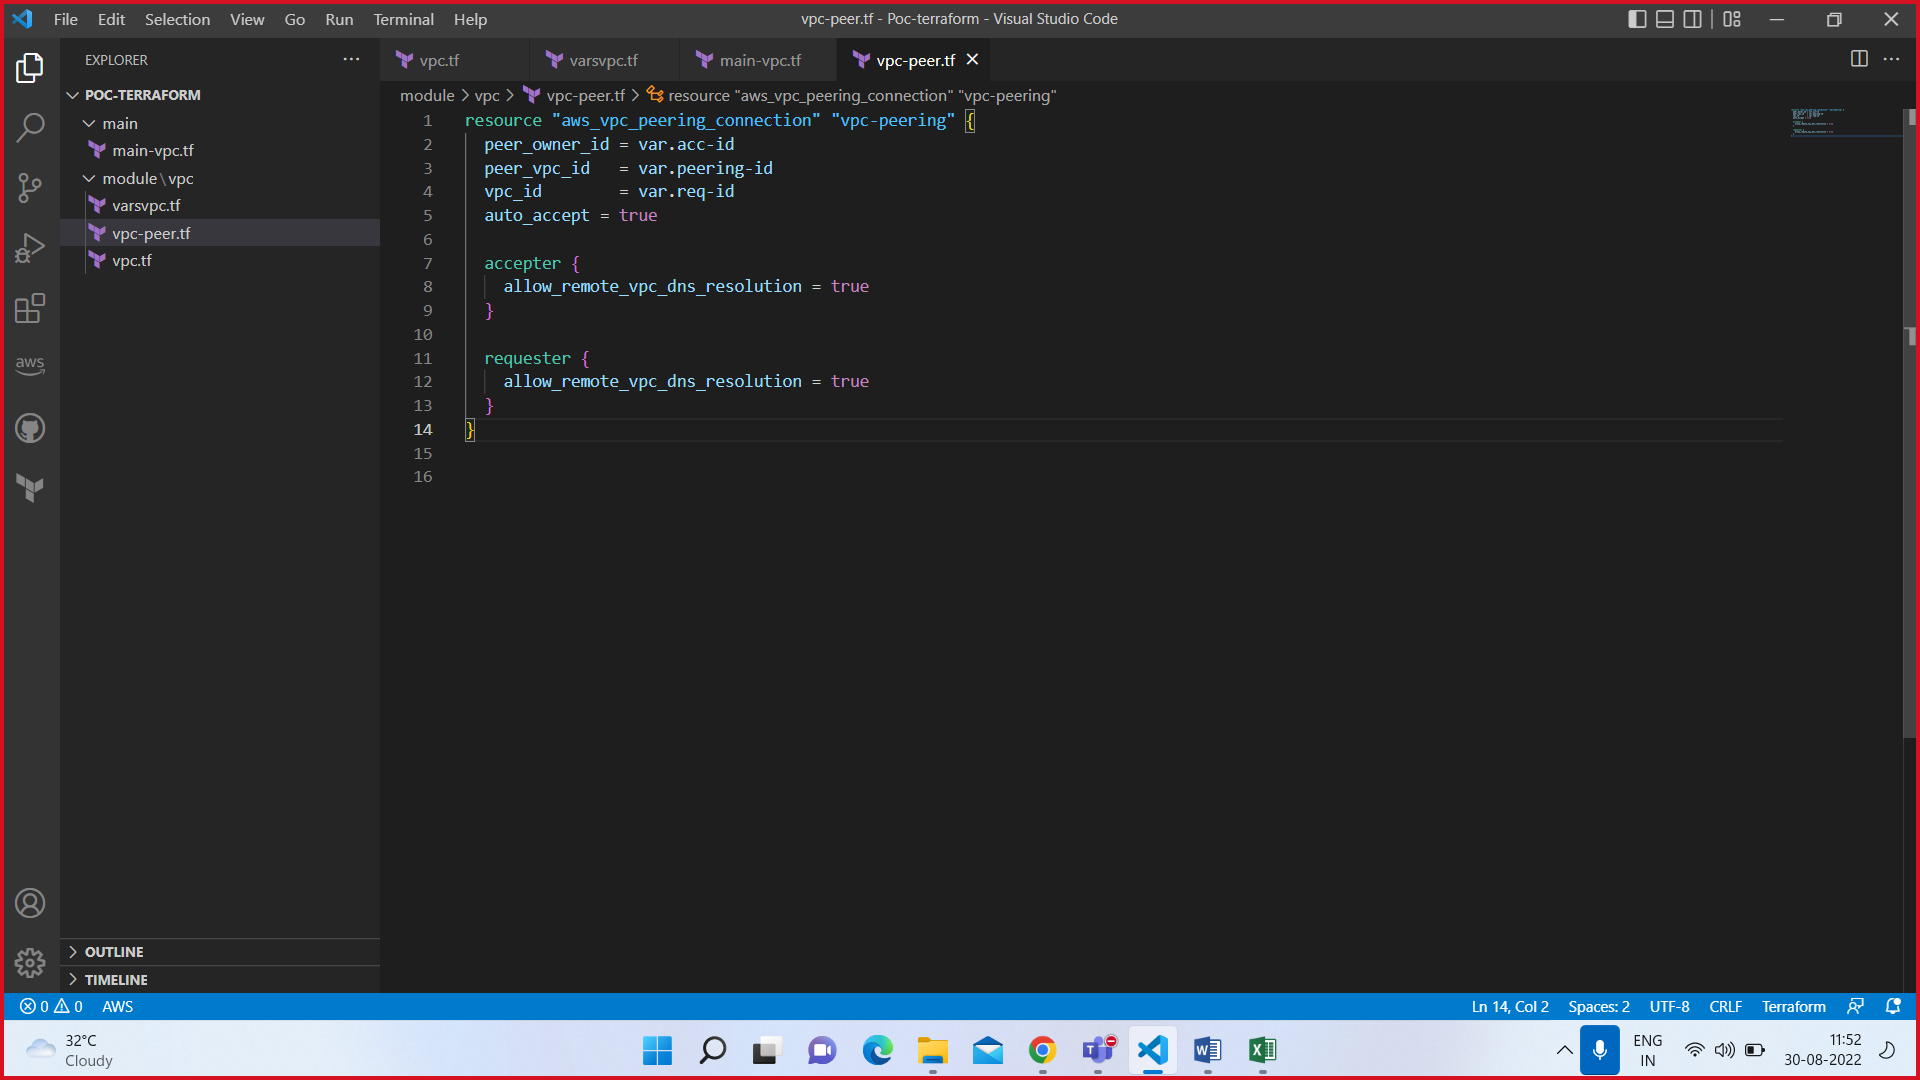 File Edit Selection View Go Run Terminal Help
vpc-peer.tf - Poc-terraform - Visual Studio Code
EXPLORER
vpc.tf
varsvpc.tf
main-vpc.tf
vpc-peer.tf
POC-TERRAFORM
main
main-vpc.tf
module\vpc
varsvpc.tf
vpc-peer.tf
vpc.tf
aws
OUTLINE
TIMELINE
module > vpc > vpc-peer.tf > resource "aws_vpc_peering_connection" "vpc-peering"
1 resource "aws_vpc_peering_connection" "vpc-peering" {
2 peer_owner_id = var.acc-id
3 peer_vpc_id   = var.peering-id
4 vpc_id        = var.req-id
5 auto_accept = true
6
7 accepter {
8 allow_remote_vpc_dns_resolution = true
9 }
10
11 requester {
12 allow_remote_vpc_dns_resolution = true
13 }
14 }
15
16
0 0 AWS
Ln 14, Col 2 Spaces: 2 UTF-8 CRLF Terraform
32°C
Cloudy
ENG
IN
11:52
30-08-2022